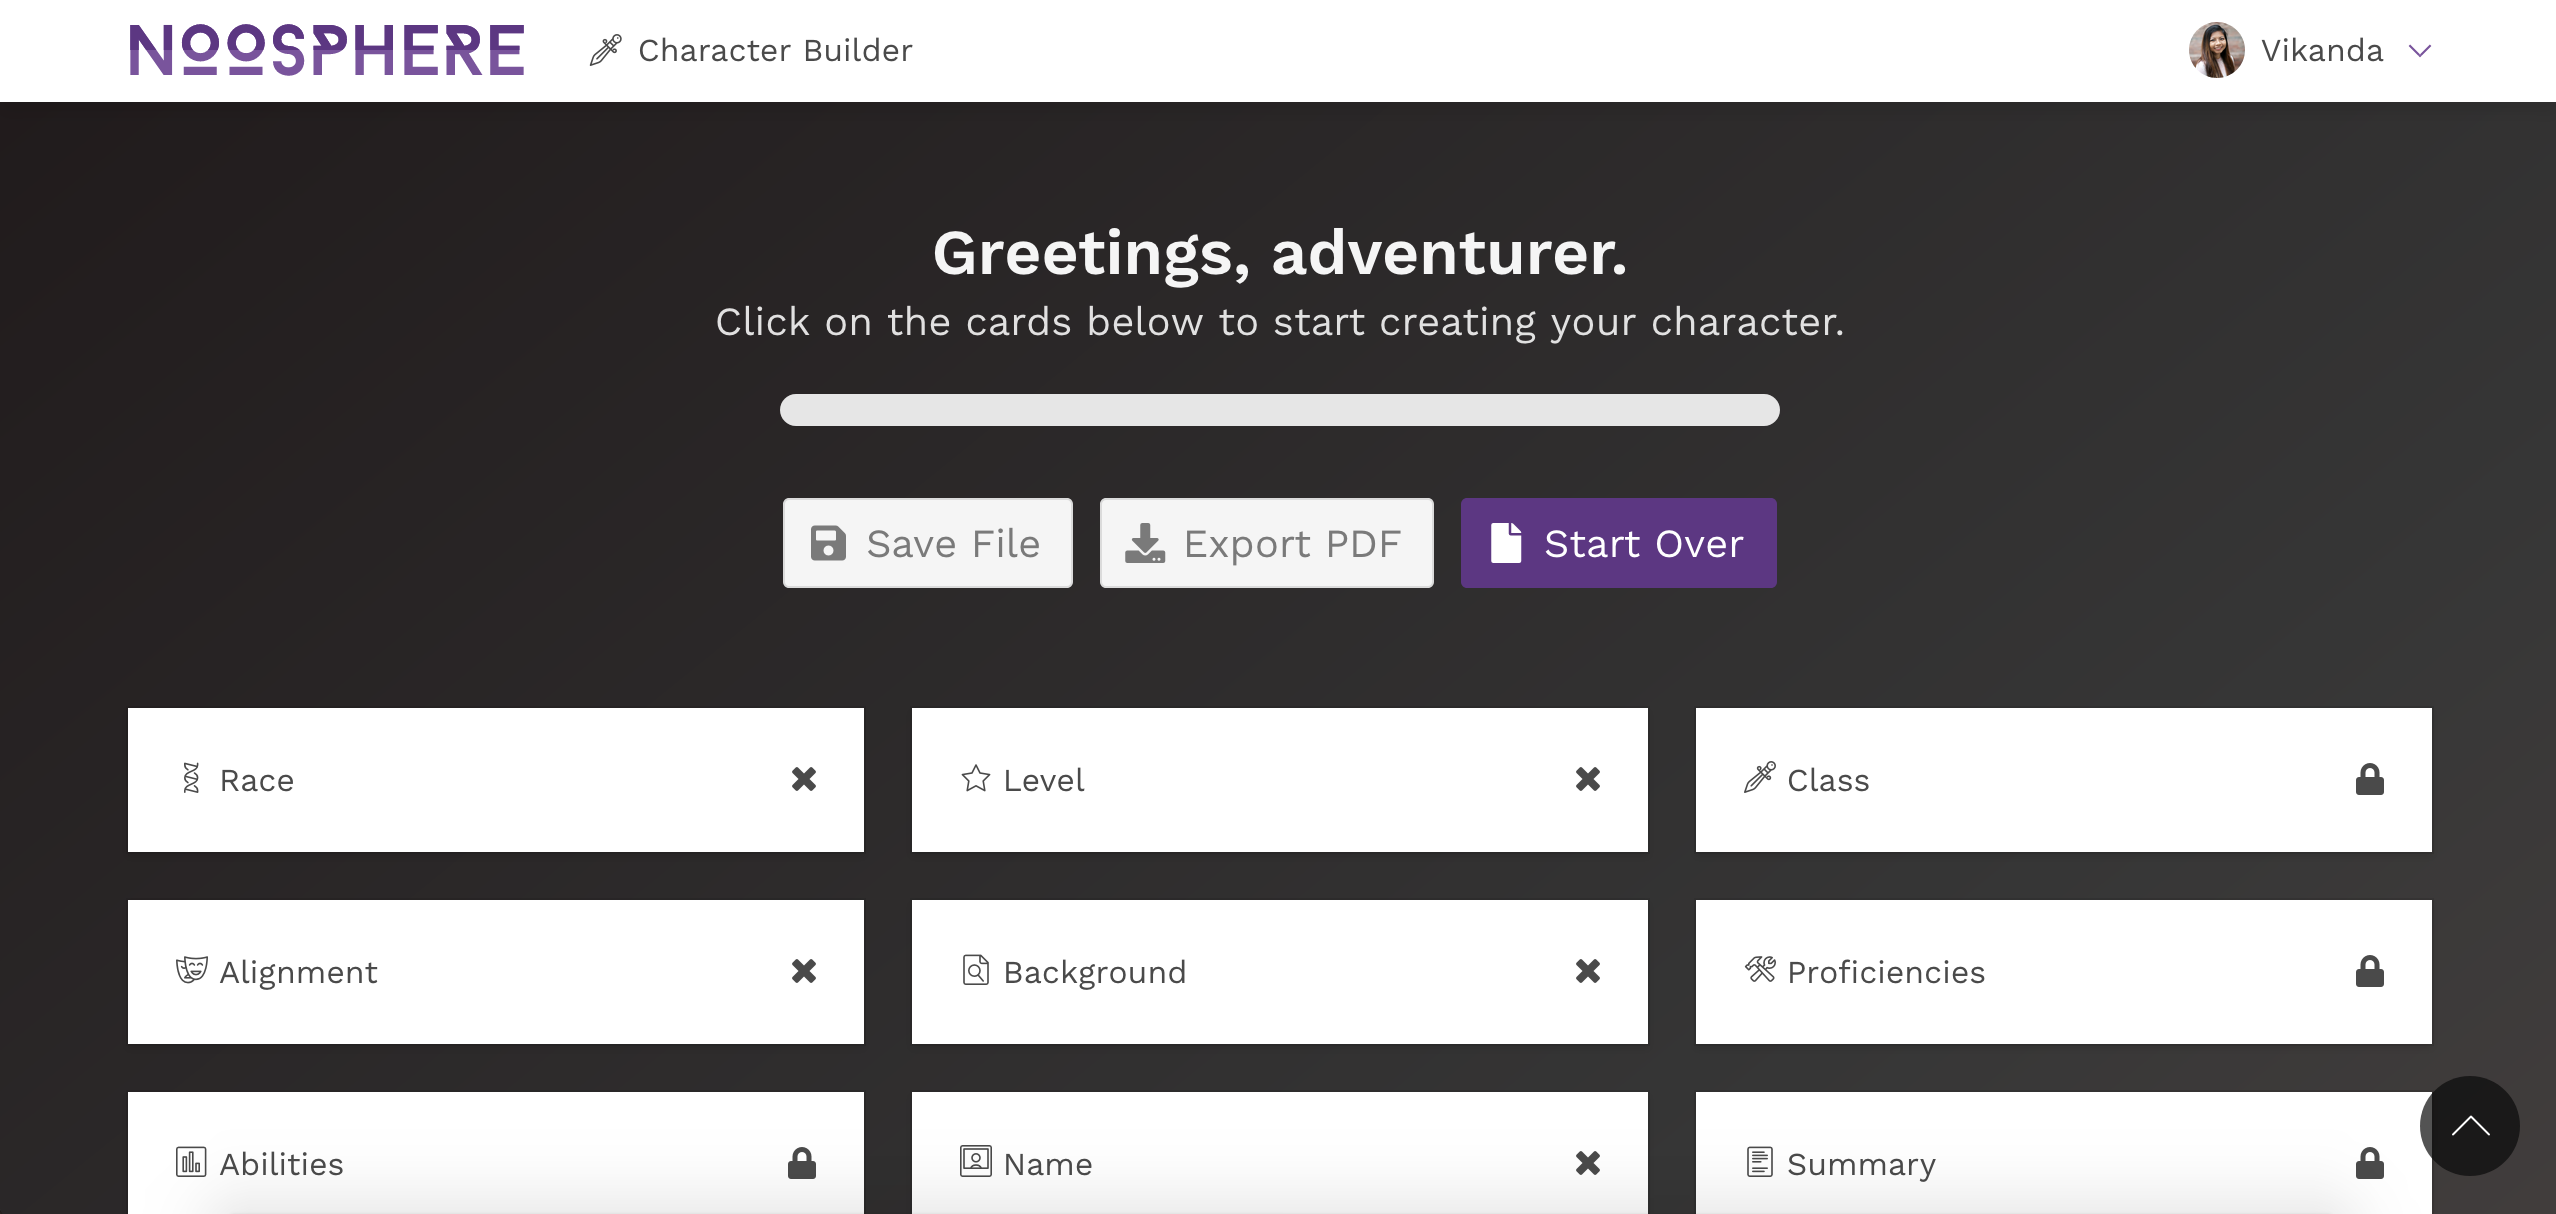 NOOSPHERE
Character Builder
Vikanda
Greetings, adventurer.
Click on the cards below to start creating your character.
Save File
Export PDF
Start Over
Race
Level
Class
Alignment
Background
Proficiencies
Abilities
Name
Summary